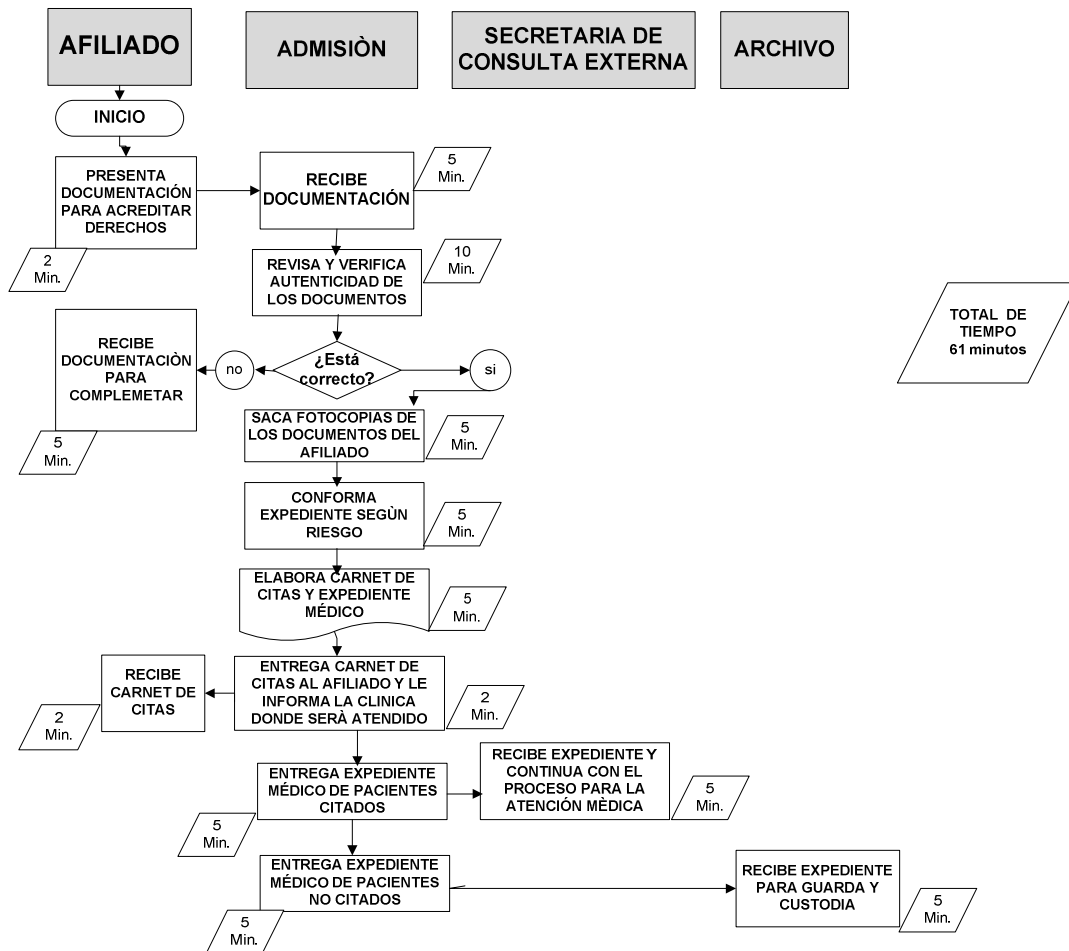 AFILIADO
ADMISIÒN
SECRETARIA DE
CONSULTA EXTERNA
ARCHIVO
INICIO
PRESENTA
DOCUMENTACIÓN
PARA ACREDITAR
DERECHOS
2
Min.
RECIBE
DOCUMENTACIÓN
5
Min.
REVISA Y VERIFICA
AUTENTICIDAD DE
LOS DOCUMENTOS
10
Min.
TOTAL DE
TIEMPO
61 minutos
RECIBE
DOCUMENTACIÒN
PARA
COMPLEMETAR
5
Min.
no
¿Está
correcto?
si
SACA FOTOCOPIAS DE
LOS DOCUMENTOS DEL
AFILIADO
5
Min.
CONFORMA
EXPEDIENTE SEGÙN
RIESGO
5
Min.
ELABORA CARNET DE
CITAS Y EXPEDIENTE
MÉDICO
5
Min.
ENTREGA CARNET DE
CITAS AL AFILIADO Y LE
INFORMA LA CLINICA
DONDE SERÀ ATENDIDO
2
Min.
RECIBE
CARNET DE
CITAS
2
Min.
ENTREGA EXPEDIENTE
MÉDICO DE PACIENTES
CITADOS
5
Min.
RECIBE EXPEDIENTE Y
CONTINUA CON EL
PROCESO PARA LA
ATENCIÓN MÈDICA
5
Min.
ENTREGA EXPEDIENTE
MÉDICO DE PACIENTES
NO CITADOS
5
Min.
RECIBE EXPEDIENTE
PARA GUARDA Y
CUSTODIA
5
Min.